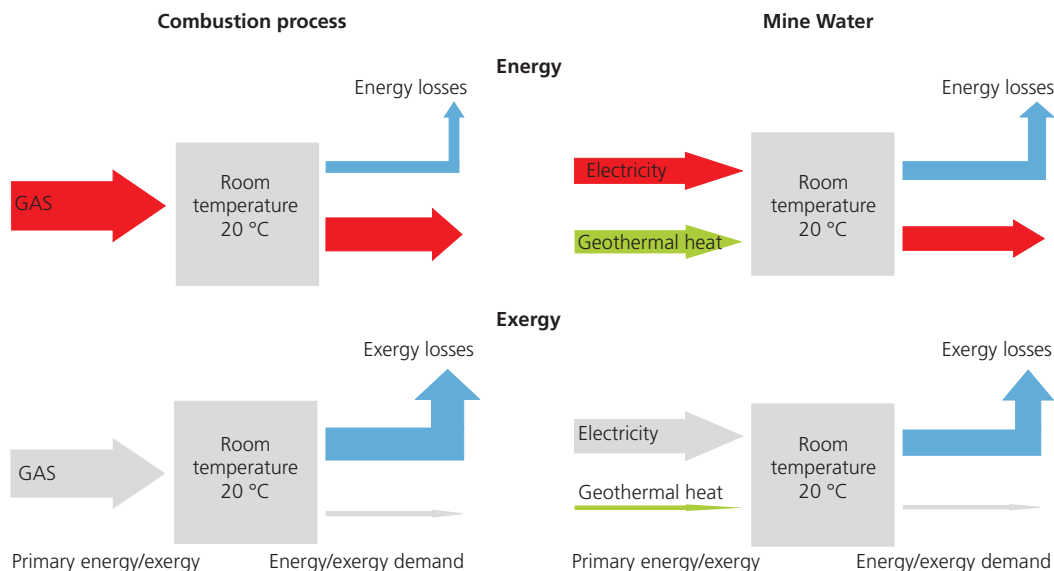 Combustion process
Mine Water
Energy
Energy losses
Energy losses
GAS
Room
temperature
20 °C
Electricity
Geothermal heat
Room
temperature
20 °C
Exergy
Exergy losses
Exergy losses
GAS
Room
temperature
20 °C
Electricity
Geothermal heat
Room
temperature
20 °C
Primary energy/exergy
Energy/exergy demand
Primary energy/exergy
Energy/exergy demand